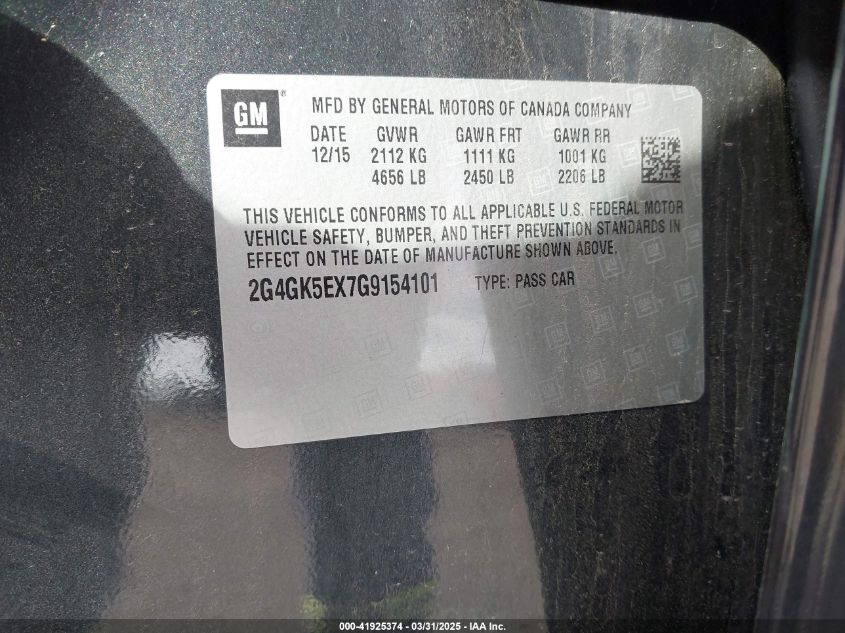 GM ®
MFD BY GENERAL MOTORS OF CANADA COMPANY
DATE GVWR GAWR FRT GAWR RR
12/15 2112 KG 1111 KG 1001 KG
4656 LB 2450 LB 2206 LB
THIS VEHICLE CONFORMS TO ALL APPLICABLE U.S. FEDERAL MOTOR
VEHICLE SAFETY, BUMPER, AND THEFT PREVENTION STANDARDS IN
EFFECT ON THE DATE OF MANUFACTURE SHOWN ABOVE.
2G4GK5EX7G9154101 TYPE: PASS CAR
000-41925374 / 03/31/2025 - IAA Inc.